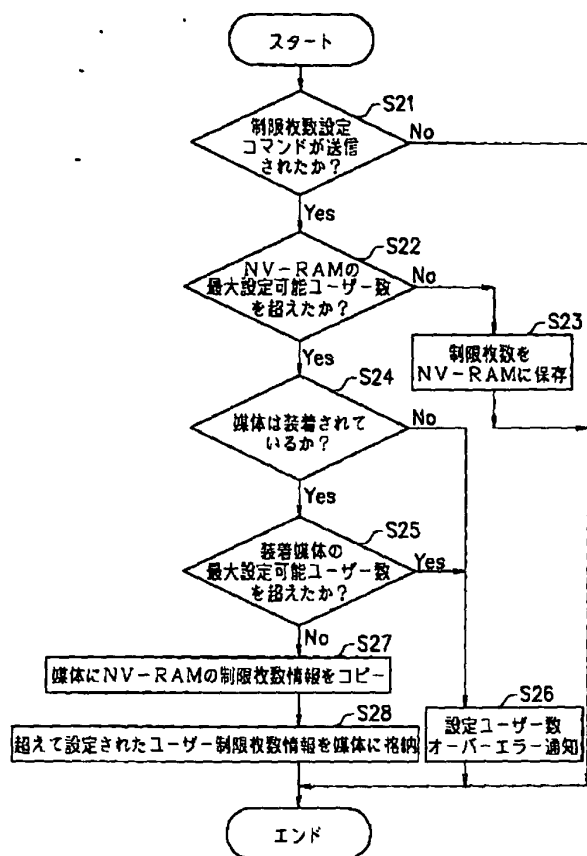 スタート
S21
制限枚数設定
コマンドが送信
されたか?
No
Yes
S22
NV-RAMの
最大設定可能ユーザー数
を超えたか?
No
Yes
S23
制限枚数を
NV-RAMに保存
S24
媒体は装着されて
いるか?
No
Yes
S25
装着媒体の
最大設定可能ユーザー数
を超えたか?
Yes
No
S27
媒体にNV-RAMの制限枚数情報をコピー
S28
超えて設定されたユーザー制限枚数情報を媒体に格納
S26
設定ユーザー数
オーバーエラー通知
エンド